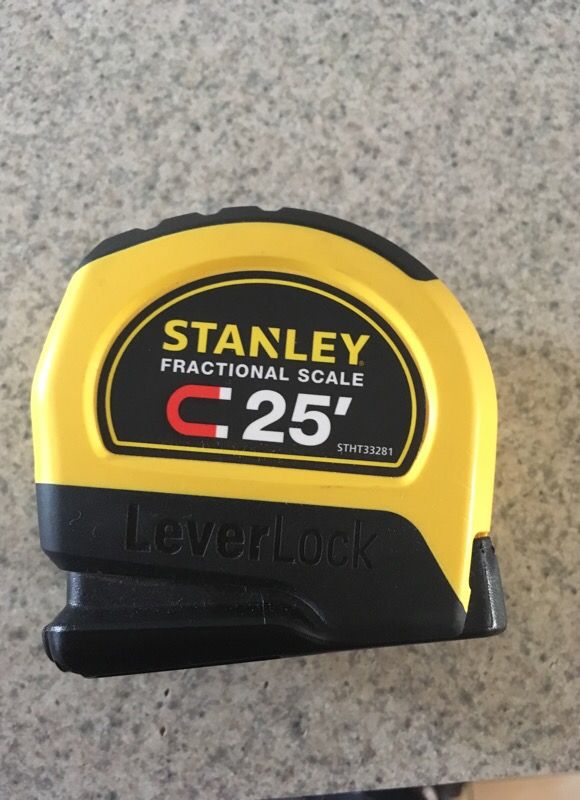 STANLEY
FRACTIONAL SCALE
25'
STHT33281
LeverLock